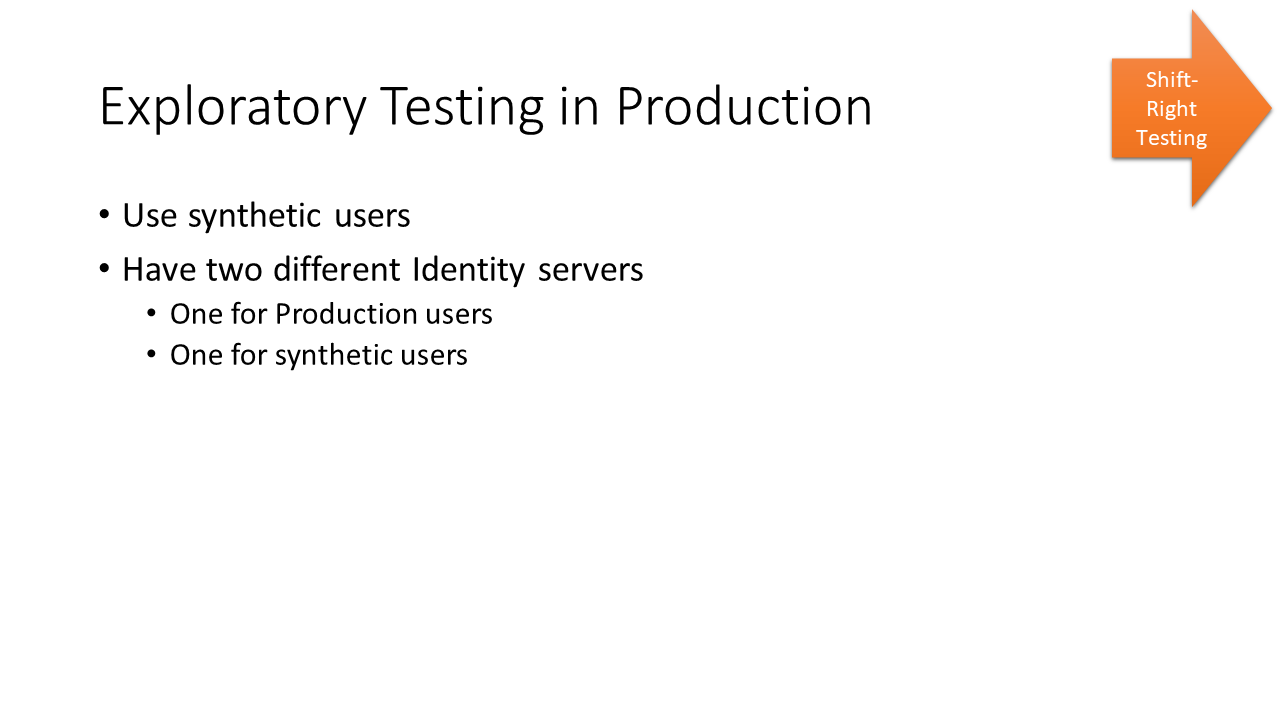 Exploratory Testing in Production
Shift-
Right
Testing
• Use synthetic users
• Have two different Identity servers
• One for Production users
• One for synthetic users